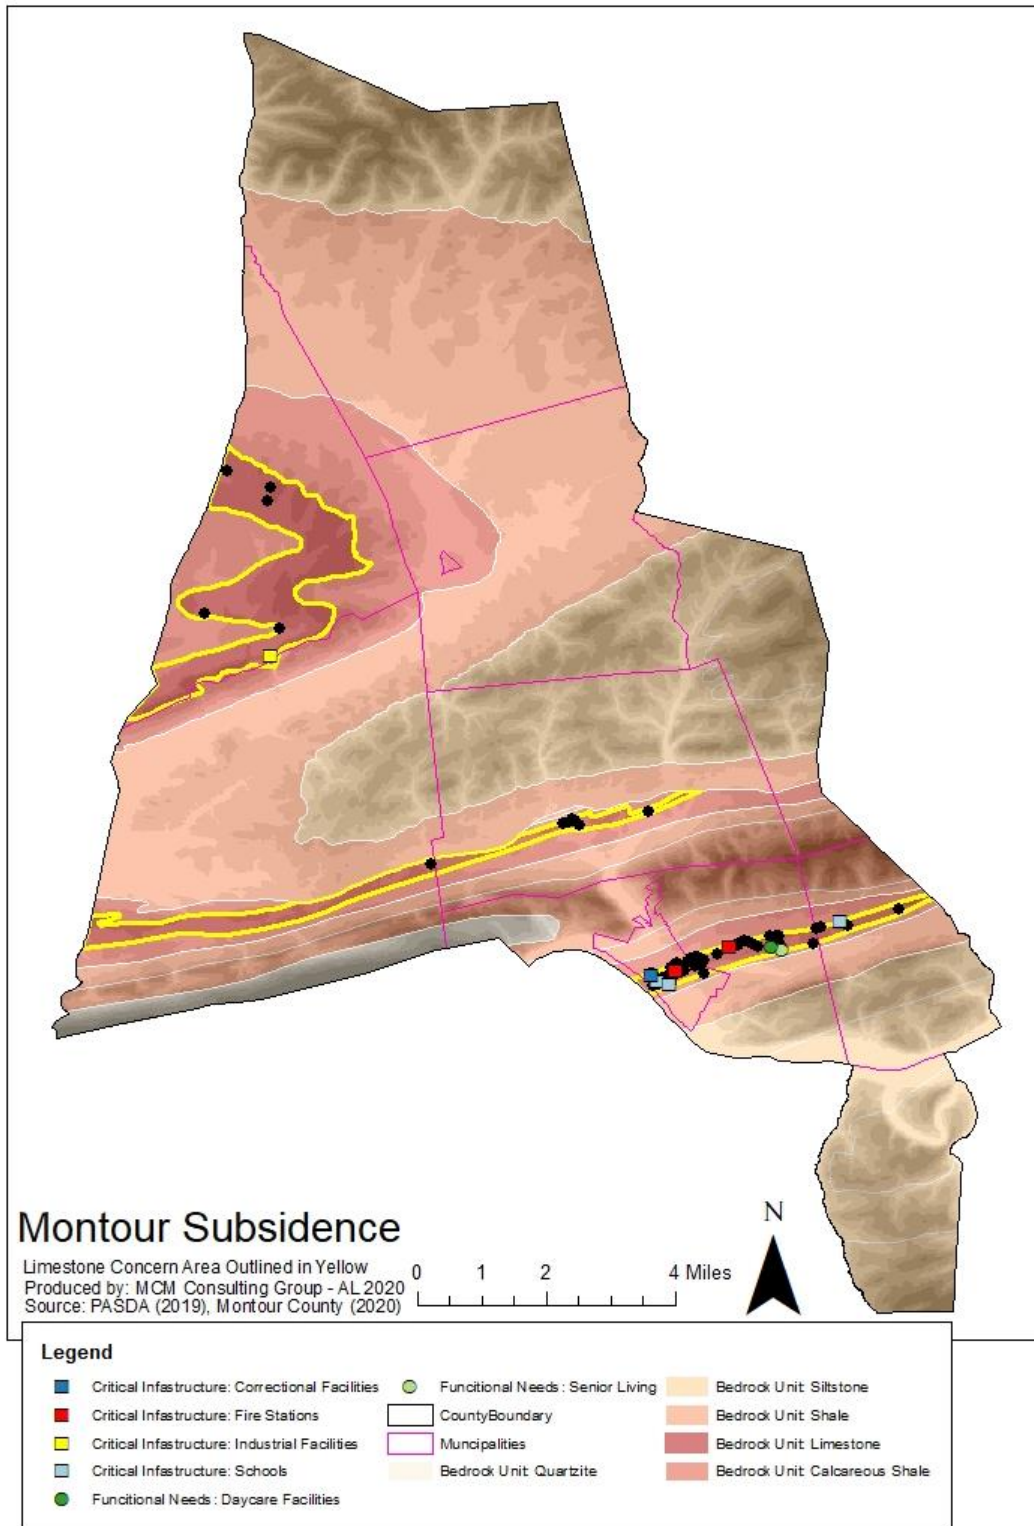 Montour Subsidence
Limestone Concern Area Outlined in Yellow
Produced by: MCM Consulting Group - AL 2020
Source: PASDA (2019), Montour County (2020)
0 1 2 4 Miles
N
Legend
Critical Infastructure: Correctional Facilities
Critical Infastructure: Fire Stations
Critical Infastructure: Industrial Facilities
Critical Infastructure: Schools
Functional Needs: Daycare Facilities
Functional Needs: Senior Living
CountyBoundary
Muncipalities
Bedrock Unit: Quartzite
Bedrock Unit: Siltstone
Bedrock Unit: Shale
Bedrock Unit: Limestone
Bedrock Unit: Calcareous Shale